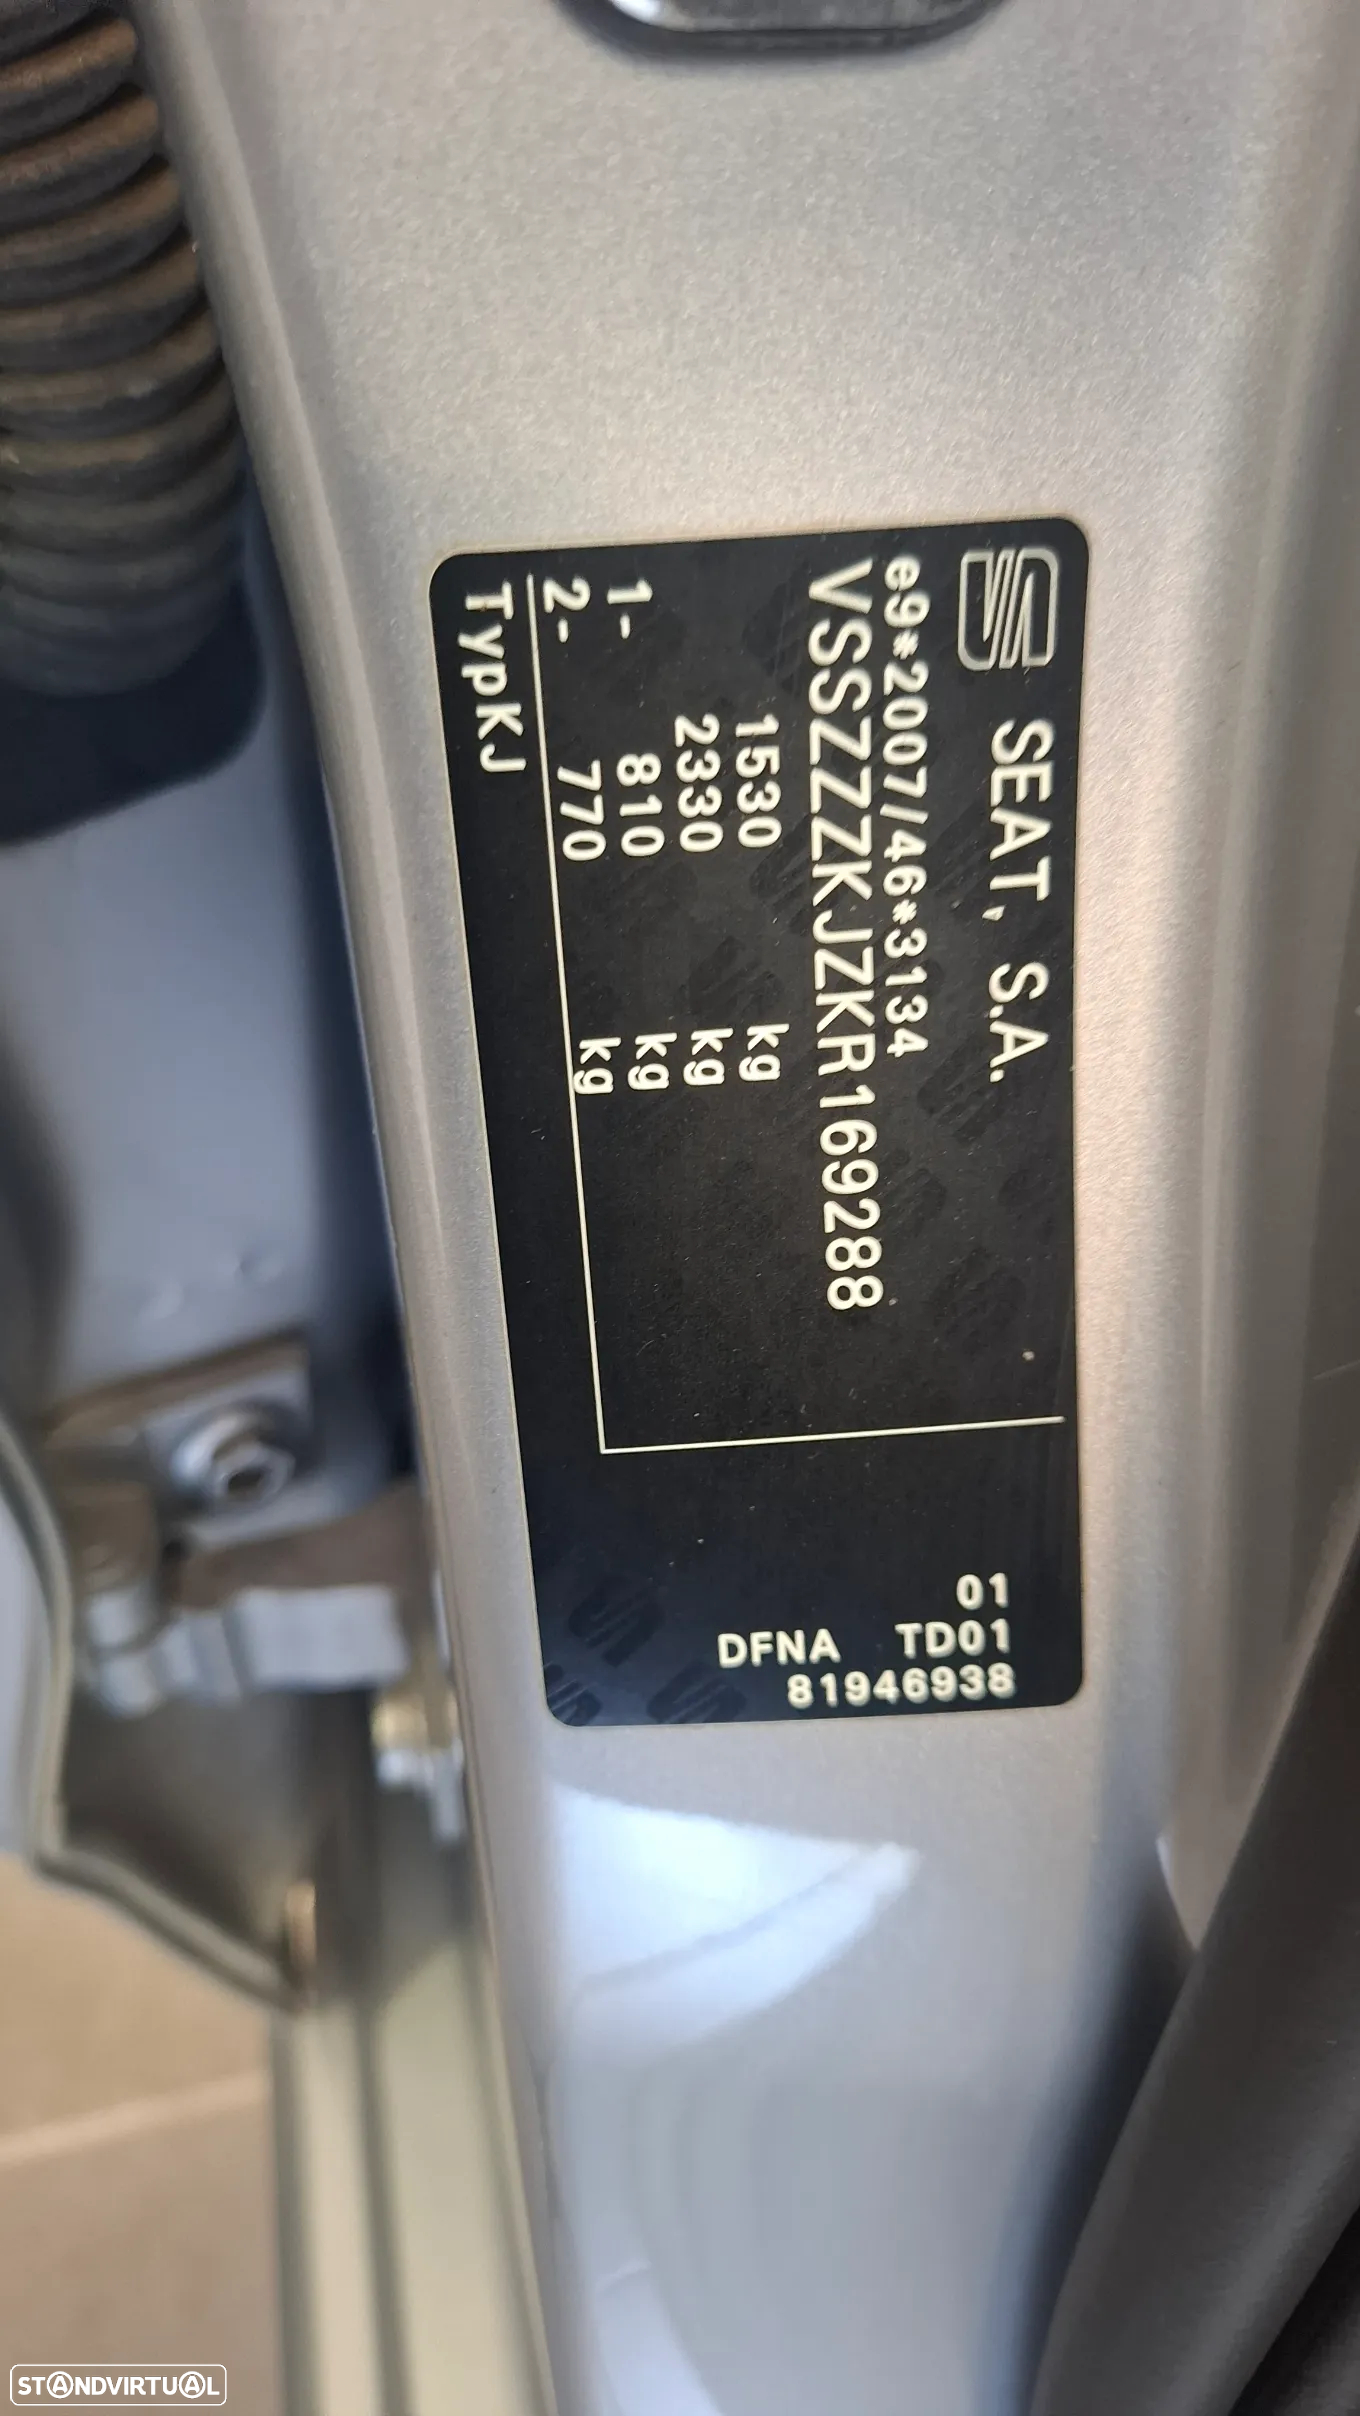 SEAT, S.A.
e9*2007/46*3134
VSSZZZKJZKR169288
1530 kg
2330 kg
1- 810 kg
2- 770 kg
TypKJ
01
DFNA TD01
81946938
STANDVIRTUAL